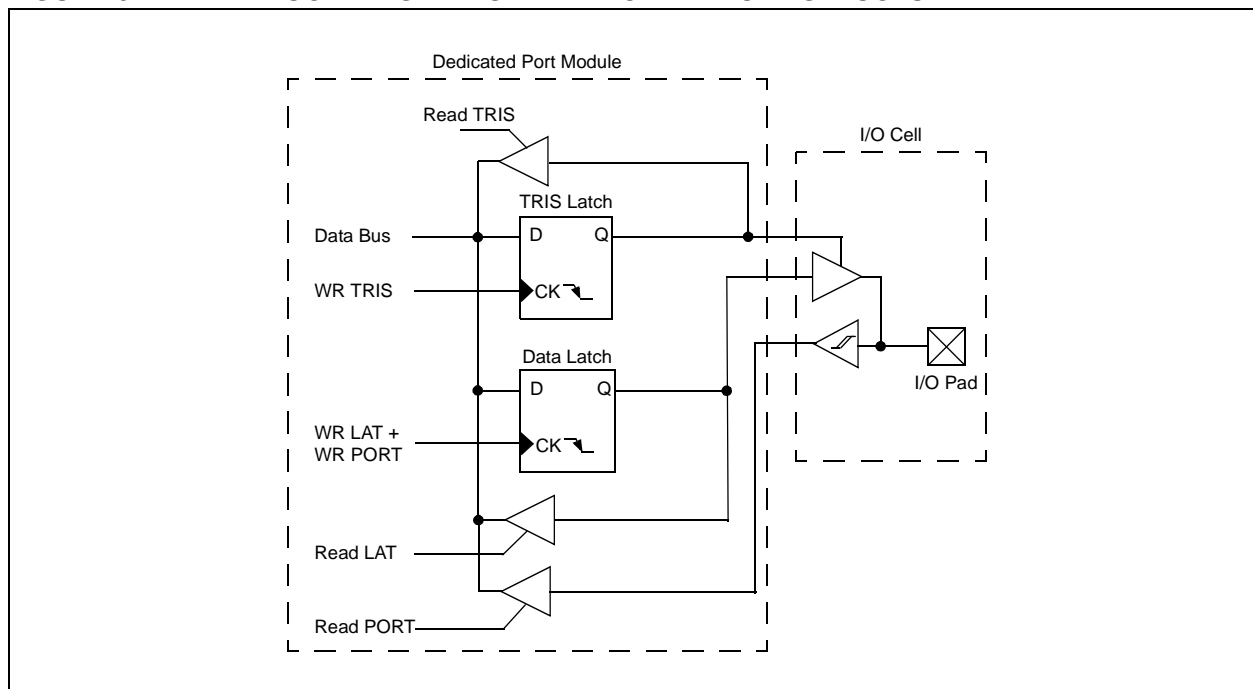 Dedicated Port Module
Read TRIS
I/O Cell
TRIS Latch
Data Bus
D
Q
WR TRIS
CK
Data Latch
I/O Pad
D
Q
WR LAT +
WR PORT
CK
Read LAT
Read PORT